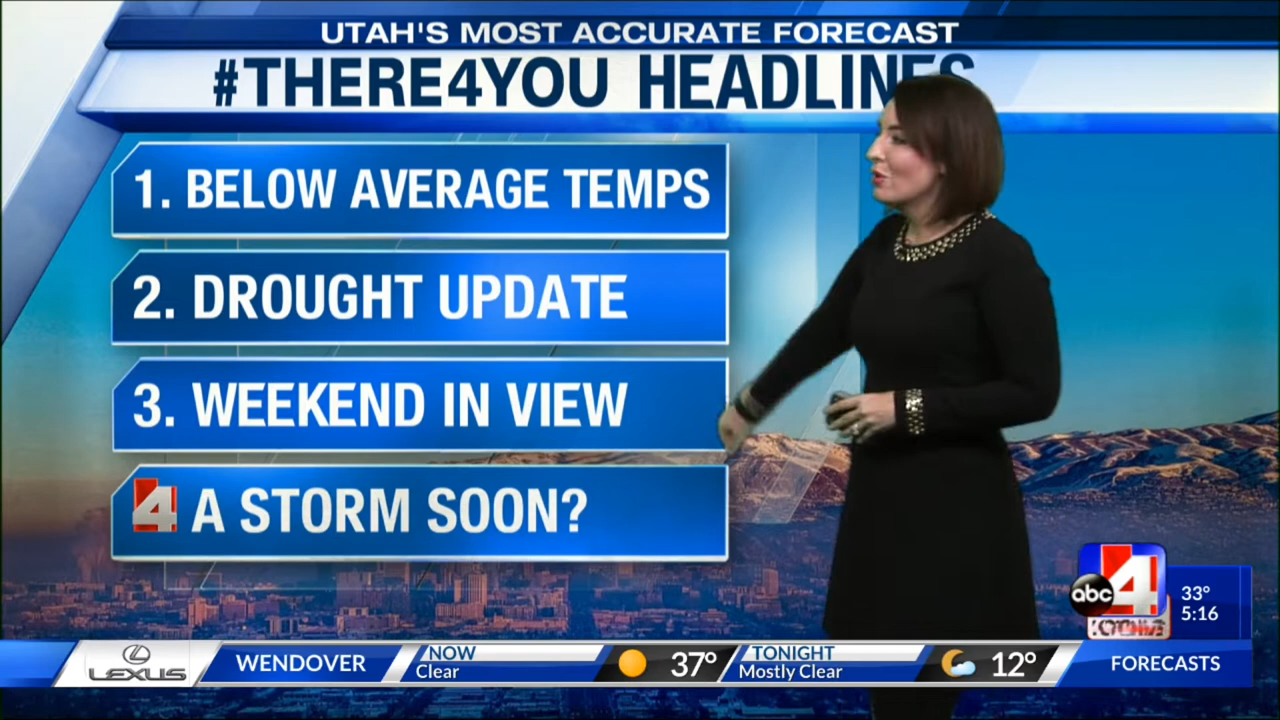 UTAH'S MOST ACCURATE FORECAST
#THERE4YOU HEADLINES
1. BELOW AVERAGE TEMPS
2. DROUGHT UPDATE
3. WEEKEND IN VIEW
4 A STORM SOON?
abc 4
33°
5:16
LEXUS
WENDOVER
NOW
Clear
37°
TONIGHT
Mostly Clear
12°
FORECASTS